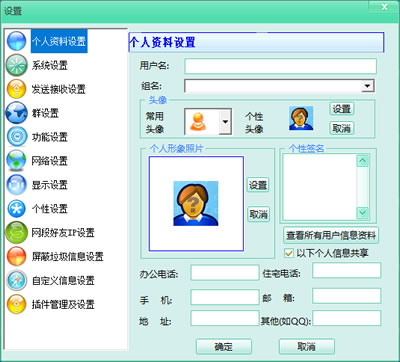 设置
x
个人资料设置
系统设置
发送接收设置
群设置
功能设置
网络设置
显示设置
个性设置
网段好友IP设置
屏蔽垃圾信息设置
自定义信息设置
插件管理及设置
个人资料设置
用户名:
组名:
头像
常用
头像
个性
头像
设置
取消
个人形象照片
?
设置
取消
个性签名
查看所有用户信息资料
以下个人信息共享
办公电话:
住宅电话:
手 机:
邮 箱:
地 址:
其他(如QQ):
确定
取消